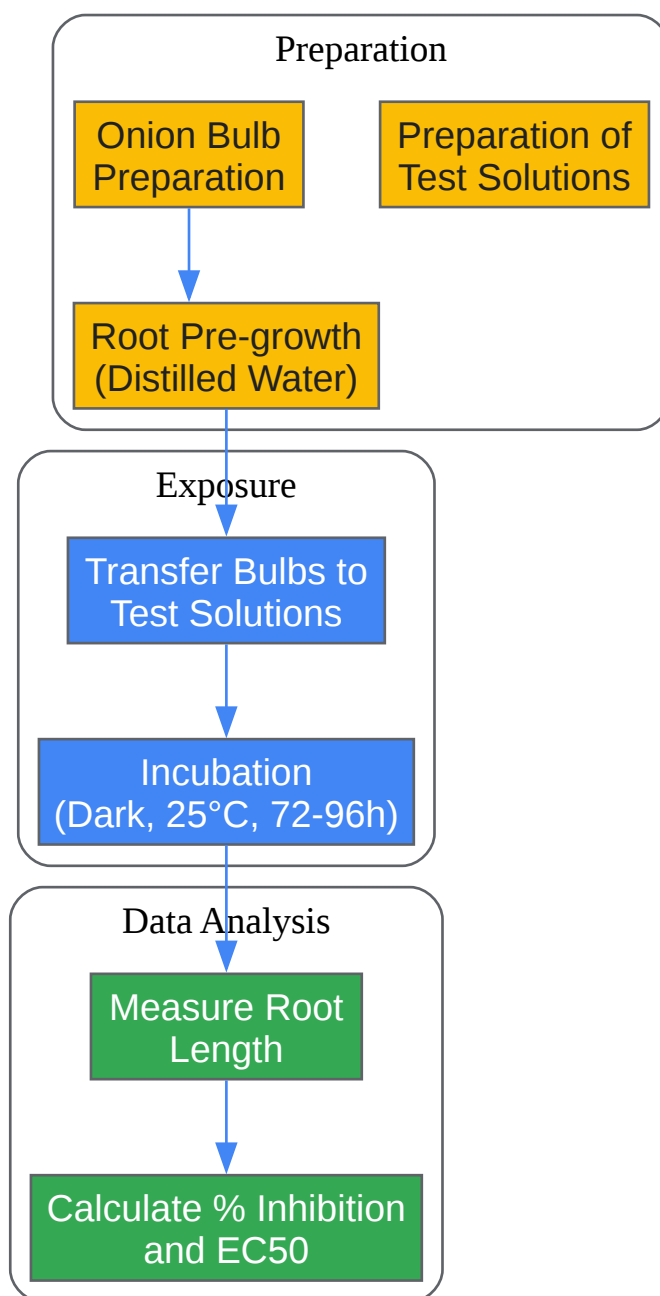 Preparation
Onion Bulb
Preparation
Preparation of
Test Solutions
Root Pre-growth
(Distilled Water)
Exposure
Transfer Bulbs to
Test Solutions
Incubation
(Dark, 25°C, 72-96h)
Data Analysis
Measure Root
Length
Calculate % Inhibition
and EC50